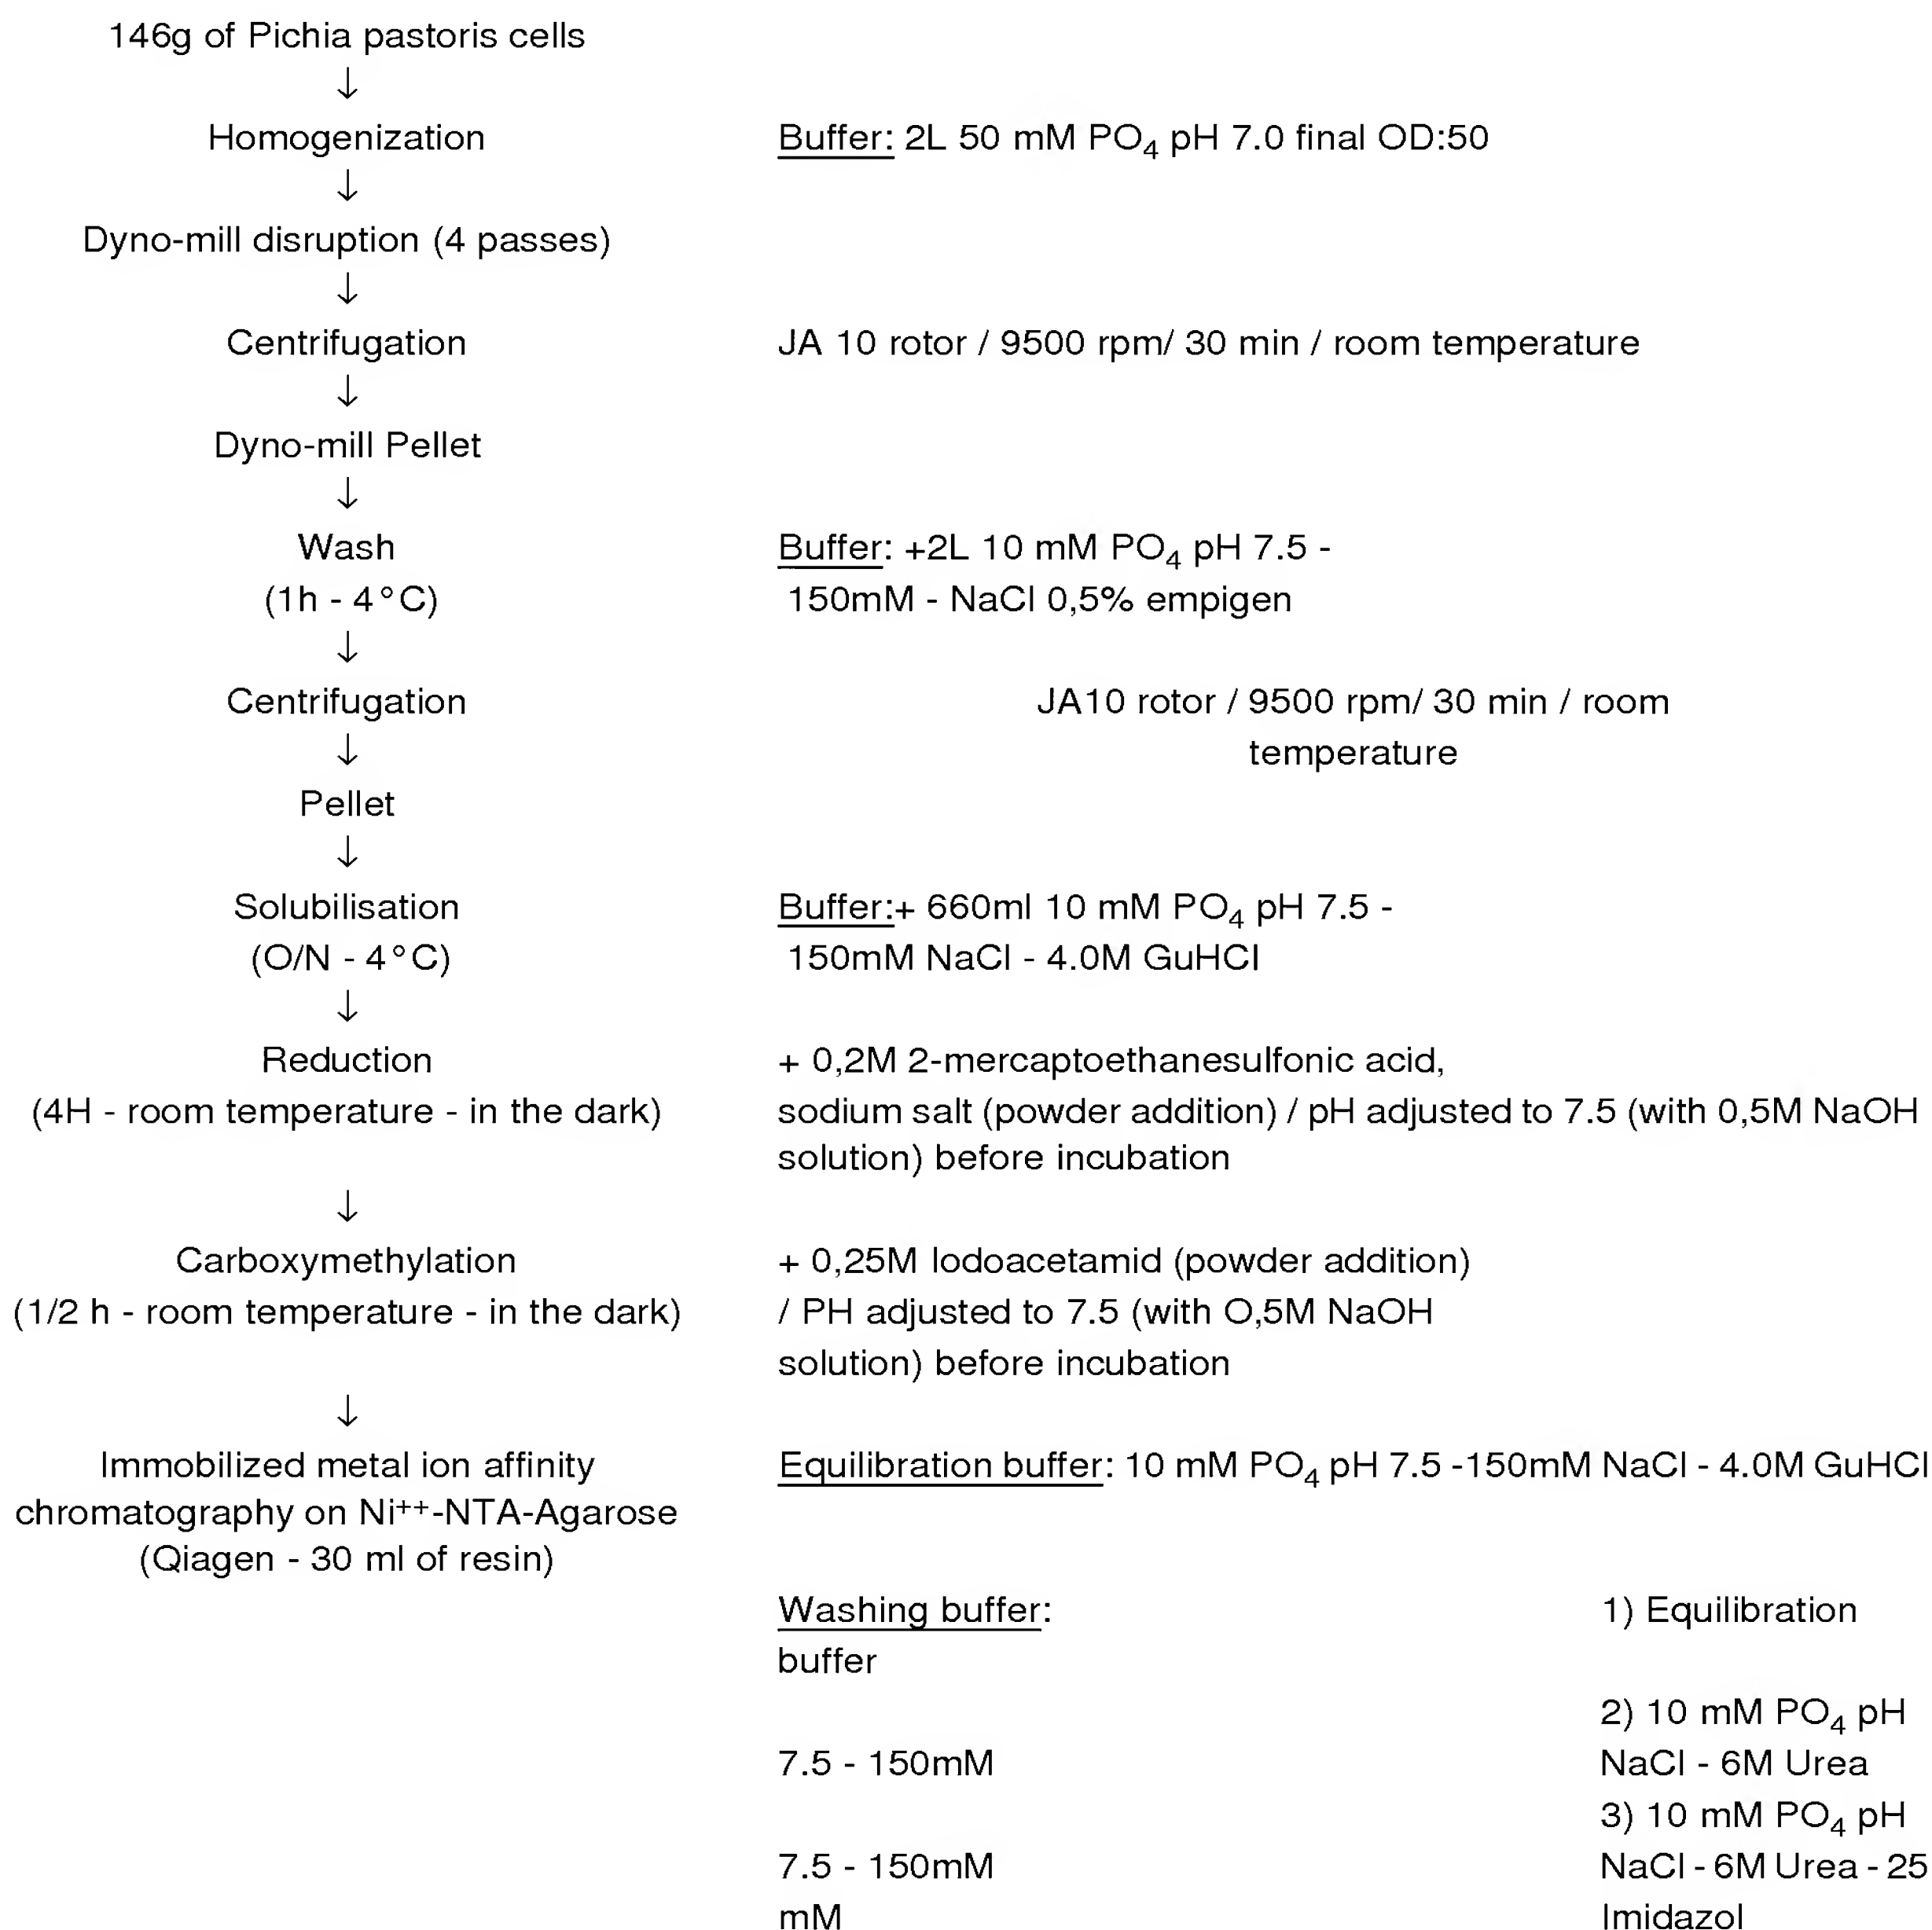 146g of Pichia pastoris cells
↓
Homogenization
Buffer: 2L 50 mM PO₄ pH 7.0 final OD:50
↓
Dyno-mill disruption (4 passes)
↓
Centrifugation
JA 10 rotor / 9500 rpm/ 30 min / room temperature
↓
Dyno-mill Pellet
↓
Wash
(1h - 4°C)
Buffer: +2L 10 mM PO₄ pH 7.5 -
150mM - NaCl 0,5% empigen
↓
Centrifugation
JA10 rotor / 9500 rpm/ 30 min / room
temperature
↓
Pellet
↓
Solubilisation
(O/N - 4°C)
Buffer:+ 660ml 10 mM PO₄ pH 7.5 -
150mM NaCl - 4.0M GuHCl
↓
Reduction
(4H - room temperature - in the dark)
+ 0,2M 2-mercaptoethanesulfonic acid,
sodium salt (powder addition) / pH adjusted to 7.5 (with 0,5M NaOH
solution) before incubation
↓
Carboxymethylation
(1/2 h - room temperature - in the dark)
+ 0,25M Iodoacetamid (powder addition)
/ PH adjusted to 7.5 (with O,5M NaOH
solution) before incubation
↓
Immobilized metal ion affinity
chromatography on Ni⁺⁺-NTA-Agarose
(Qiagen - 30 ml of resin)
Equilibration buffer: 10 mM PO₄ pH 7.5 -150mM NaCl - 4.0M GuHCl
Washing buffer: 1) Equilibration
buffer
2) 10 mM PO₄ pH
7.5 - 150mM NaCl - 6M Urea
3) 10 mM PO₄ pH
7.5 - 150mM NaCl - 6M Urea - 25
mM Imidazol